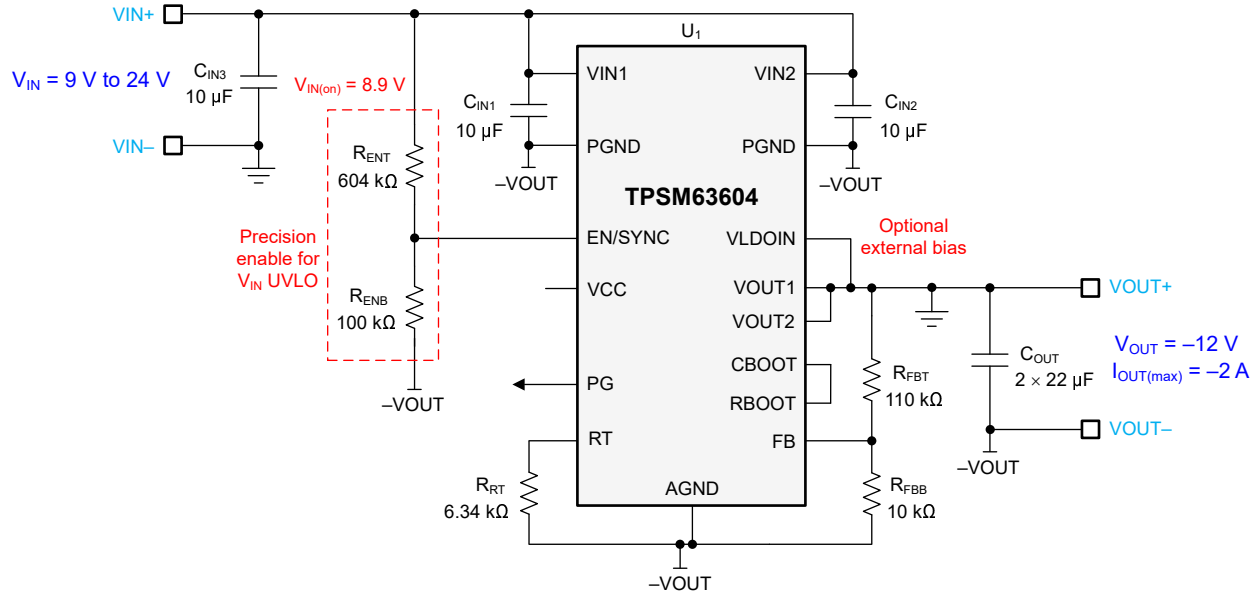 VIN+
U1
VIN = 9 V to 24 V
CIN3
10 µF
VIN(on) = 8.9 V
VIN–
RENT
604 kΩ
Precision
enable for
VIN UVLO
RENB
100 kΩ
–VOUT
CIN1
10 µF
–VOUT
VIN1
PGND
EN/SYNC
VCC
PG
RT
TPSM63604
AGND
VIN2
PGND
VLDOIN
VOUT1
VOUT2
CBOOT
RBOOT
FB
CIN2
10 µF
–VOUT
Optional
external bias
RRT
6.34 kΩ
–VOUT
RFBT
110 kΩ
RFBB
10 kΩ
COUT
2 × 22 µF
–VOUT
VOUT+
VOUT = –12 V
IOUT(max) = –2 A
VOUT–